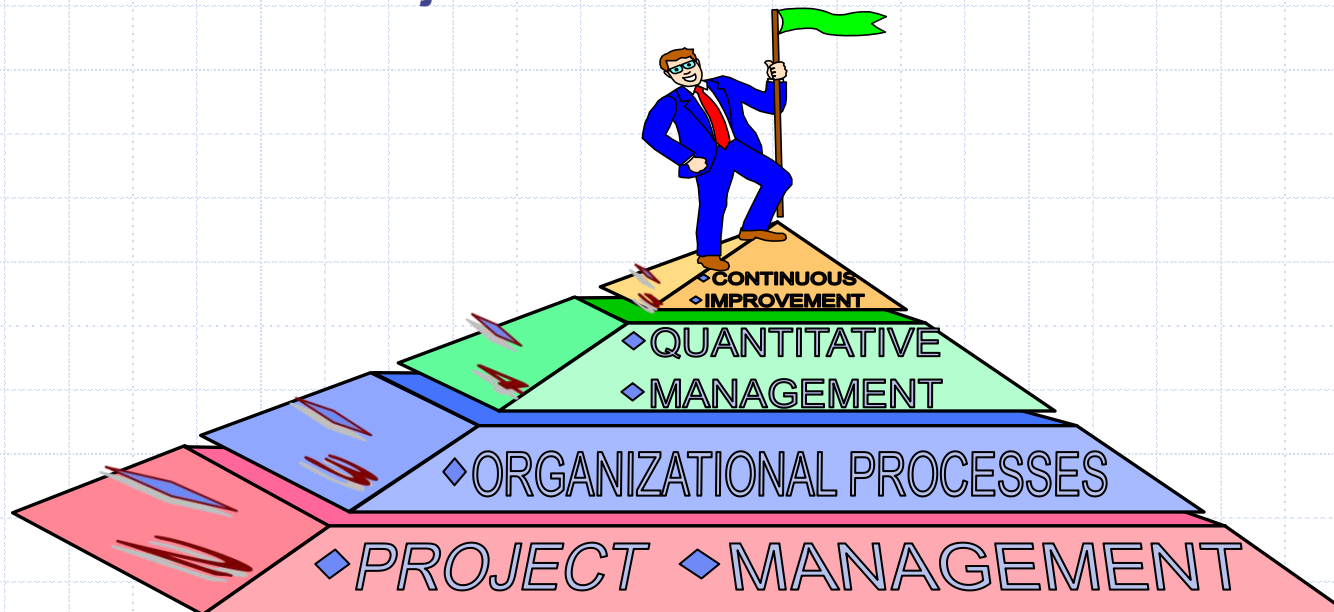 CONTINUOUS
IMPROVEMENT
QUANTITATIVE
MANAGEMENT
ORGANIZATIONAL PROCESSES
PROJECT MANAGEMENT